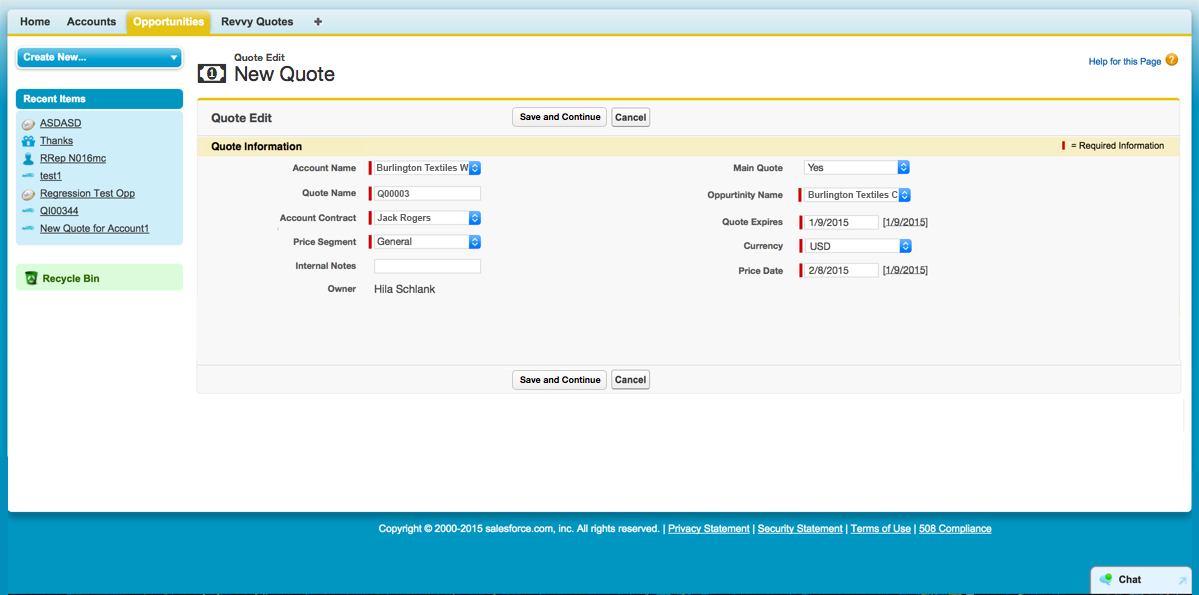 Home Accounts Opportunities Revvy Quotes +
Create New...
Recent Items
ASDASD
Thanks
RRep N016mc
test1
Regression Test Opp
QI00344
New Quote for Account1
Recycle Bin
Quote Edit
New Quote
Help for this Page ?
Quote Edit Save and Continue Cancel
Quote Information = Required Information
Account Name Burlington Textiles W Main Quote Yes
Quote Name Q00003 Oppurtinity Name Burlington Textiles C
Account Contract Jack Rogers Quote Expires 1/9/2015 [1/9/2015]
Price Segment General Currency USD
Internal Notes Price Date 2/8/2015 [1/9/2015]
Owner Hila Schlank
Save and Continue Cancel
Copyright © 2000-2015 salesforce.com, inc. All rights reserved. | Privacy Statement | Security Statement | Terms of Use | 508 Compliance
Chat